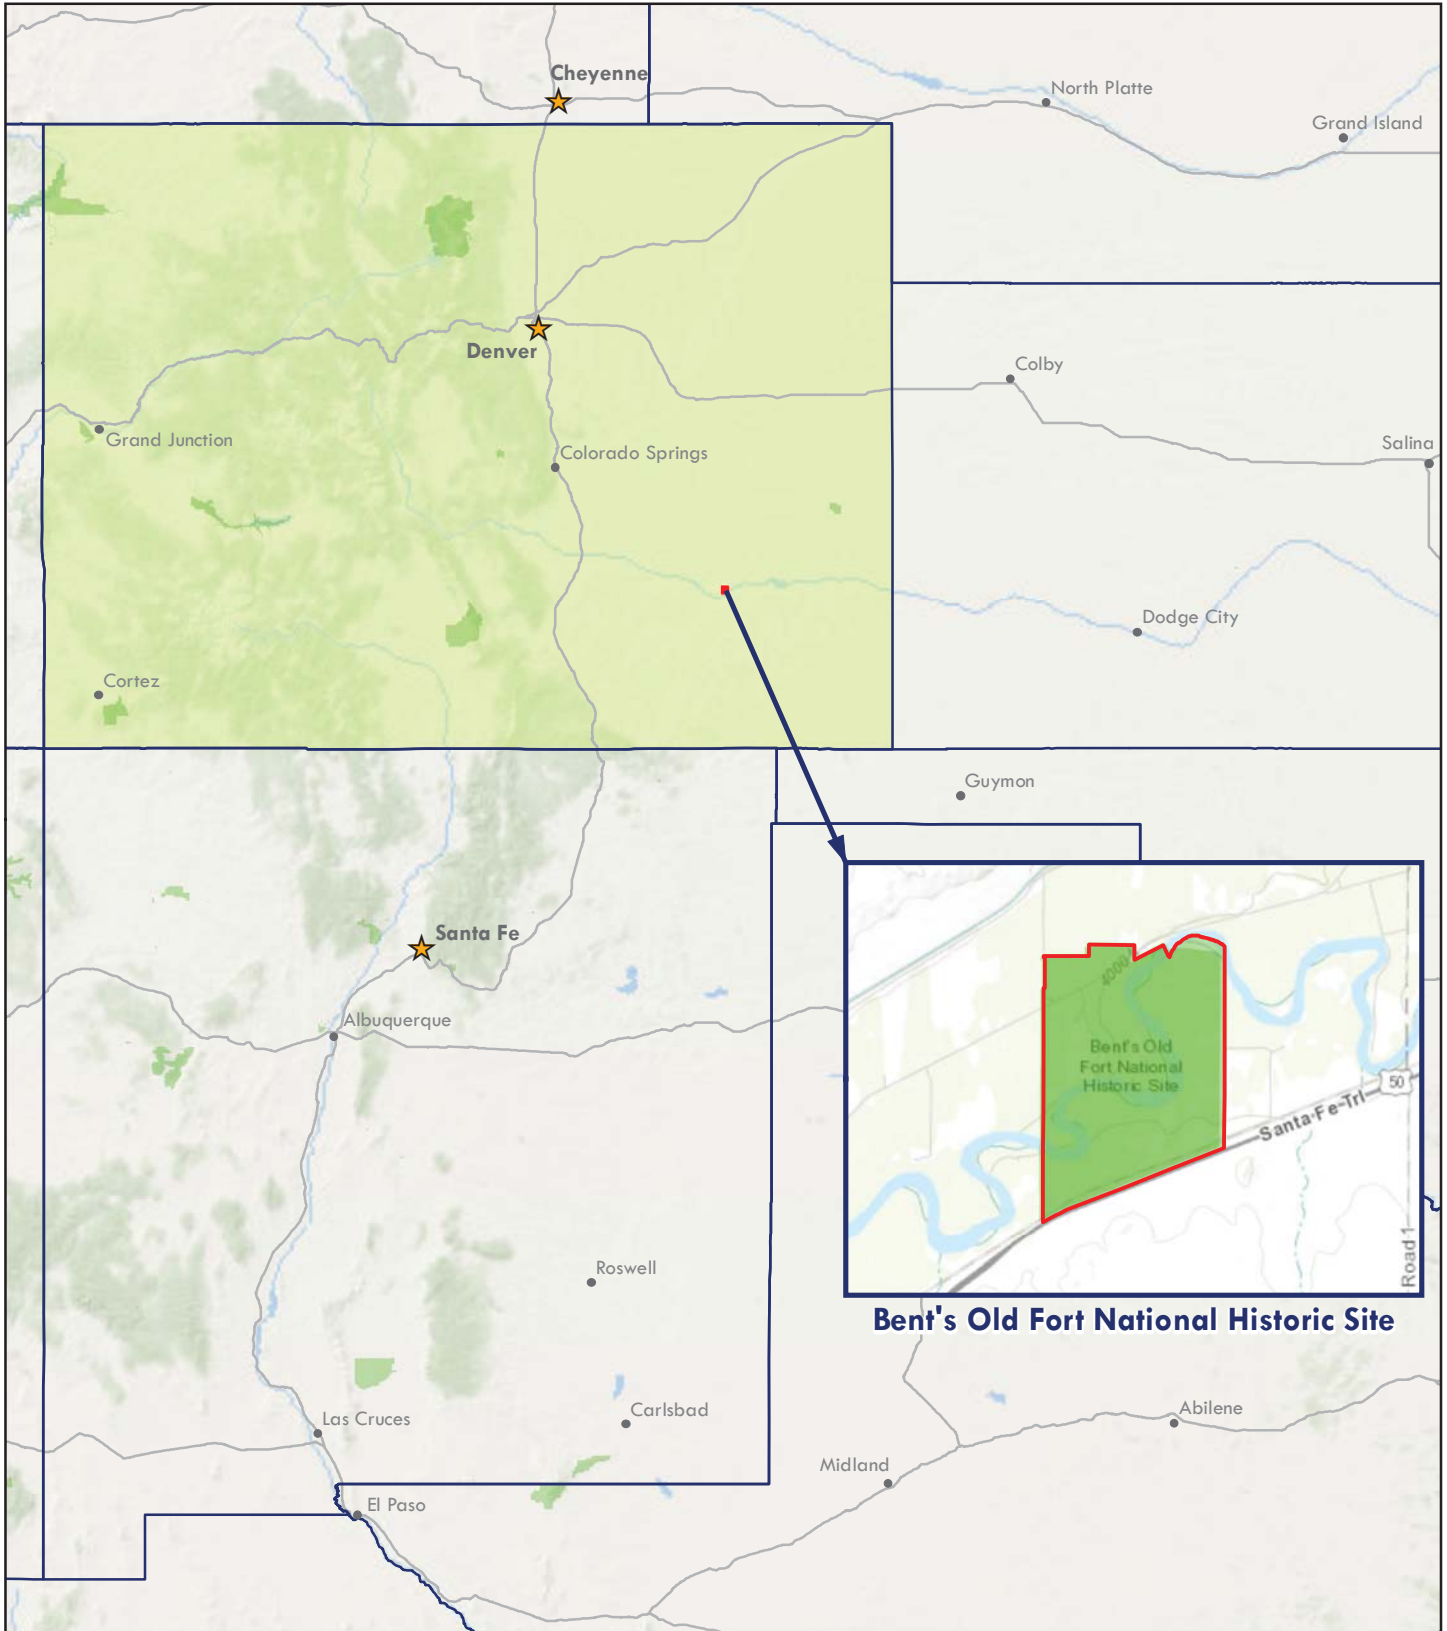 Cheyenne
North Platte
Grand Island
Denver
Colby
Grand Junction
Colorado Springs
Salina
Dodge City
Cortez
Guymon
Santa Fe
Albuquerque
4000
Bent's Old
Fort National
Historic Site
50
Santa-Fe-Trl
Road 1
Roswell
Bent's Old Fort National Historic Site
Las Cruces
Carlsbad
Abilene
Midland
El Paso